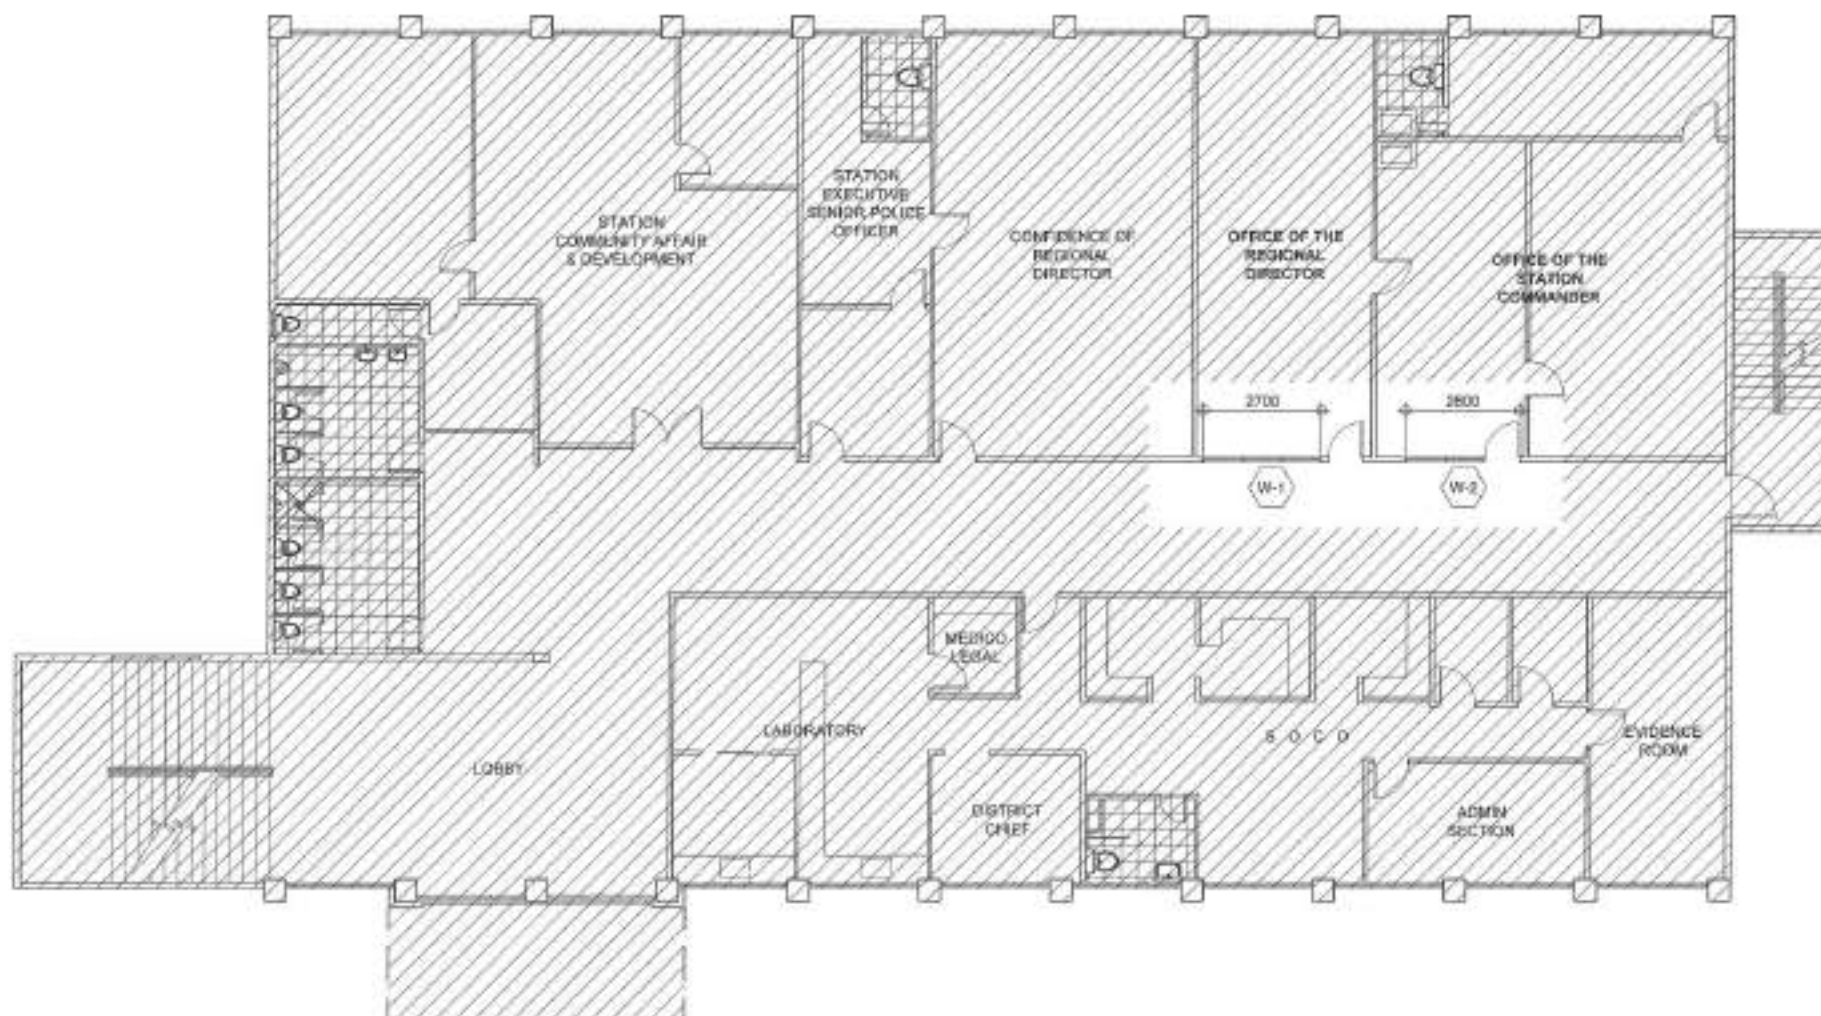 STATION
COMMUNITY AFFAIR
& DEVELOPMENT
STATION
EXECUTIVE
SENIOR POLICE
OFFICER
CONFIDENCE OF
REGIONAL
DIRECTOR
OFFICE OF THE
REGIONAL
DIRECTOR
OFFICE OF THE
STATION
COMMANDER
2700
2800
W-1
W-2
MEDICO
LEGAL
LABORATORY
LOBBY
S O C O
EVIDENCE
ROOM
DISTRICT
CHIEF
ADMIN
SECTION